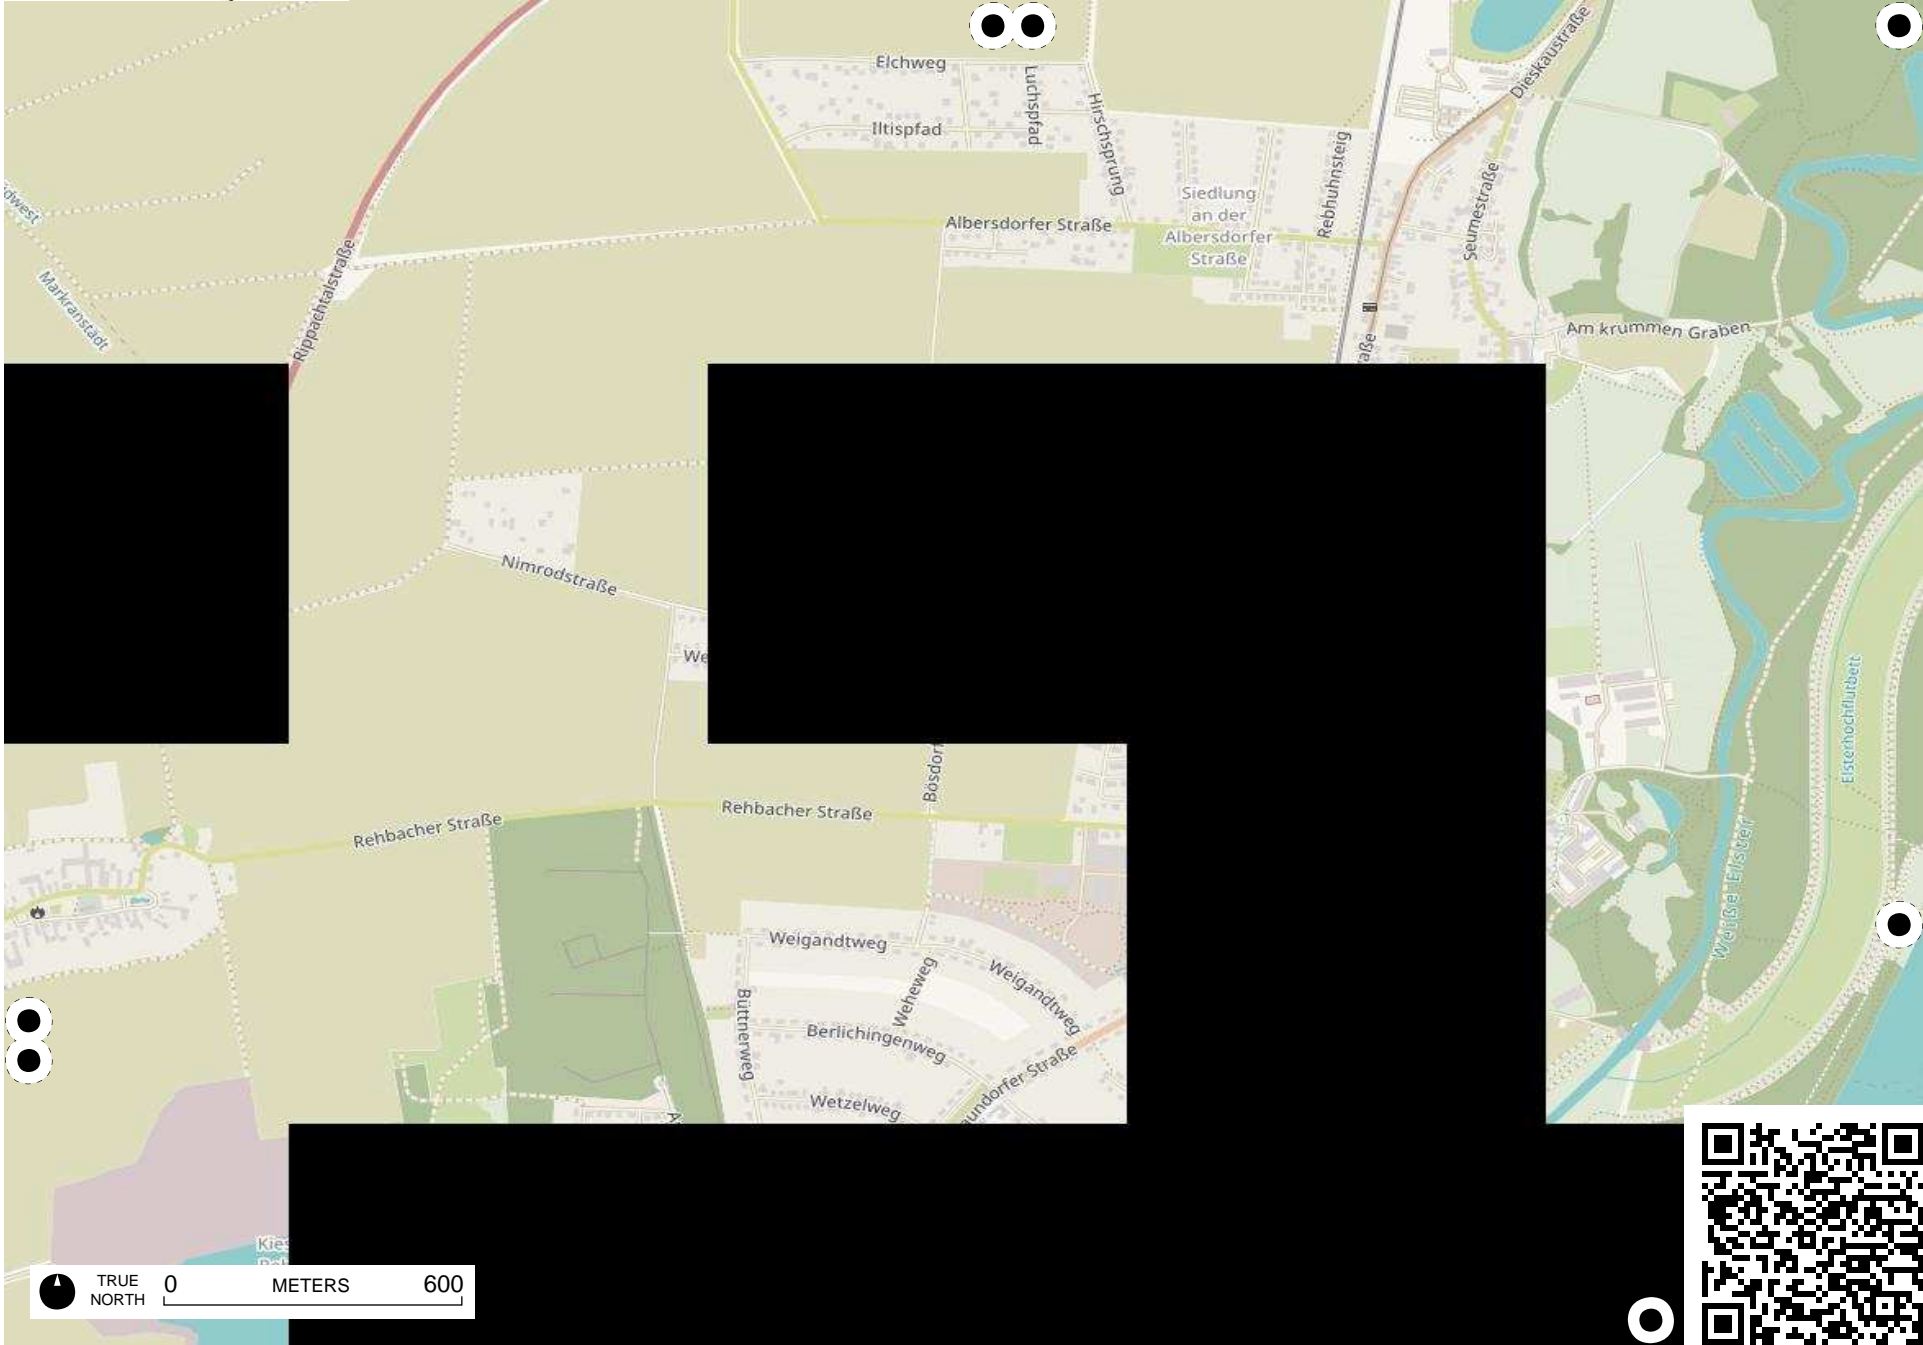 Elchweg
Luchspfad
Iltispfad
Hirschsprung
Dieskaustraße
Rebhuhnsteig
Seumestraße
Siedlung
an der
Albersdorfer
Straße
Albersdorfer Straße
Markranstädt
Rippachtalstraße
Am krummen Graben
Nimrodstraße
Elsterhochflutbett
Rehbacher Straße
Rehbacher Straße
Weiße Elster
Weigandtweg
Weheweg
Weigandtweg
Büttnerweg
Berlichingenweg
Wetzelweg
TRUE
NORTH
0 METERS 600